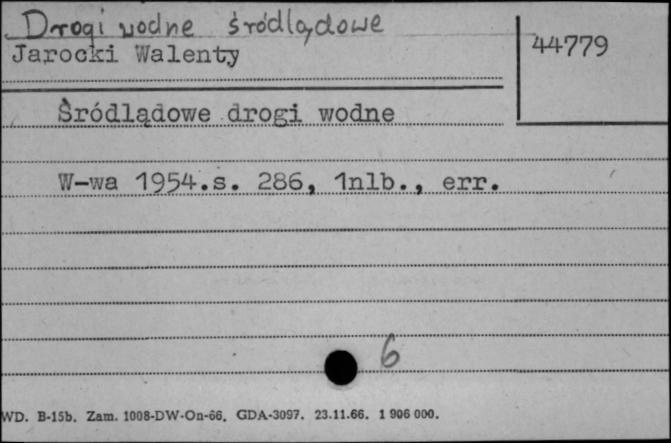 Drogi wodne śródlądowe
Jarocki Walenty
44779
Śródlądowe drogi wodne
W-wa 1954.s. 286, 1nlb., err.
6
WD. B-15b. Zam. 1008-DW-On-66. GDA-3097. 23.11.66. 1 906 000.